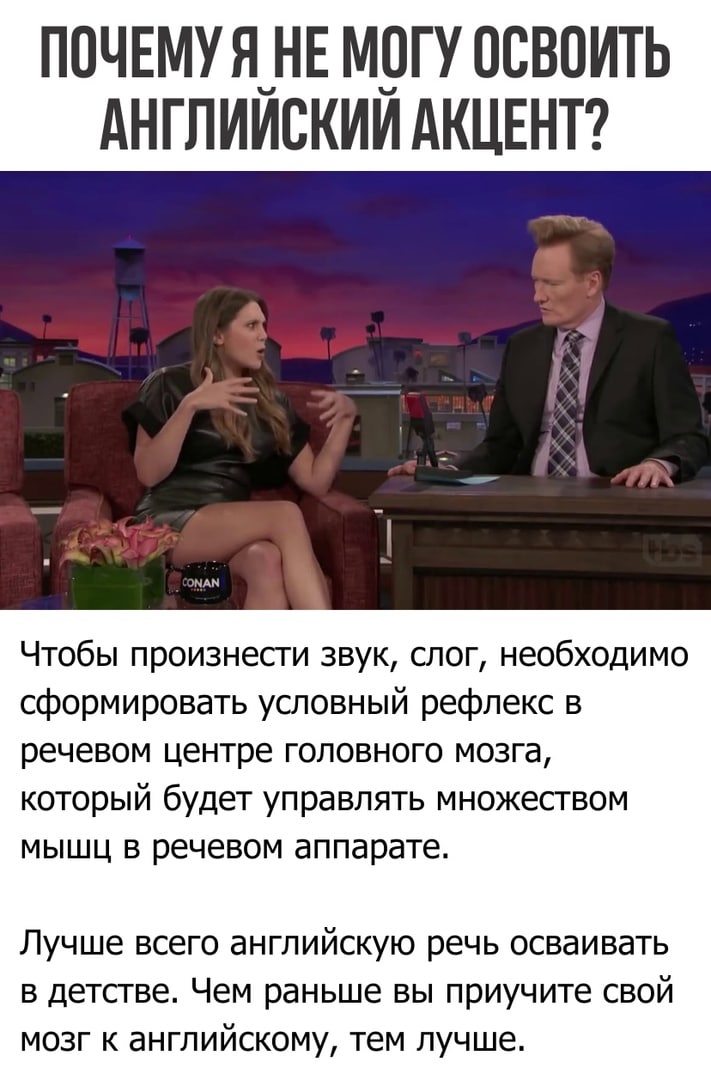 ПОЧЕМУ Я НЕ МОГУ ОСВОИТЬ
АНГЛИЙСКИЙ АКЦЕНТ?
CONAN
tbs
Чтобы произнести звук, слог, необходимо
сформировать условный рефлекс в
речевом центре головного мозга,
который будет управлять множеством
мышц в речевом аппарате.
Лучше всего английскую речь осваивать
в детстве. Чем раньше вы приучите свой
мозг к английскому, тем лучше.